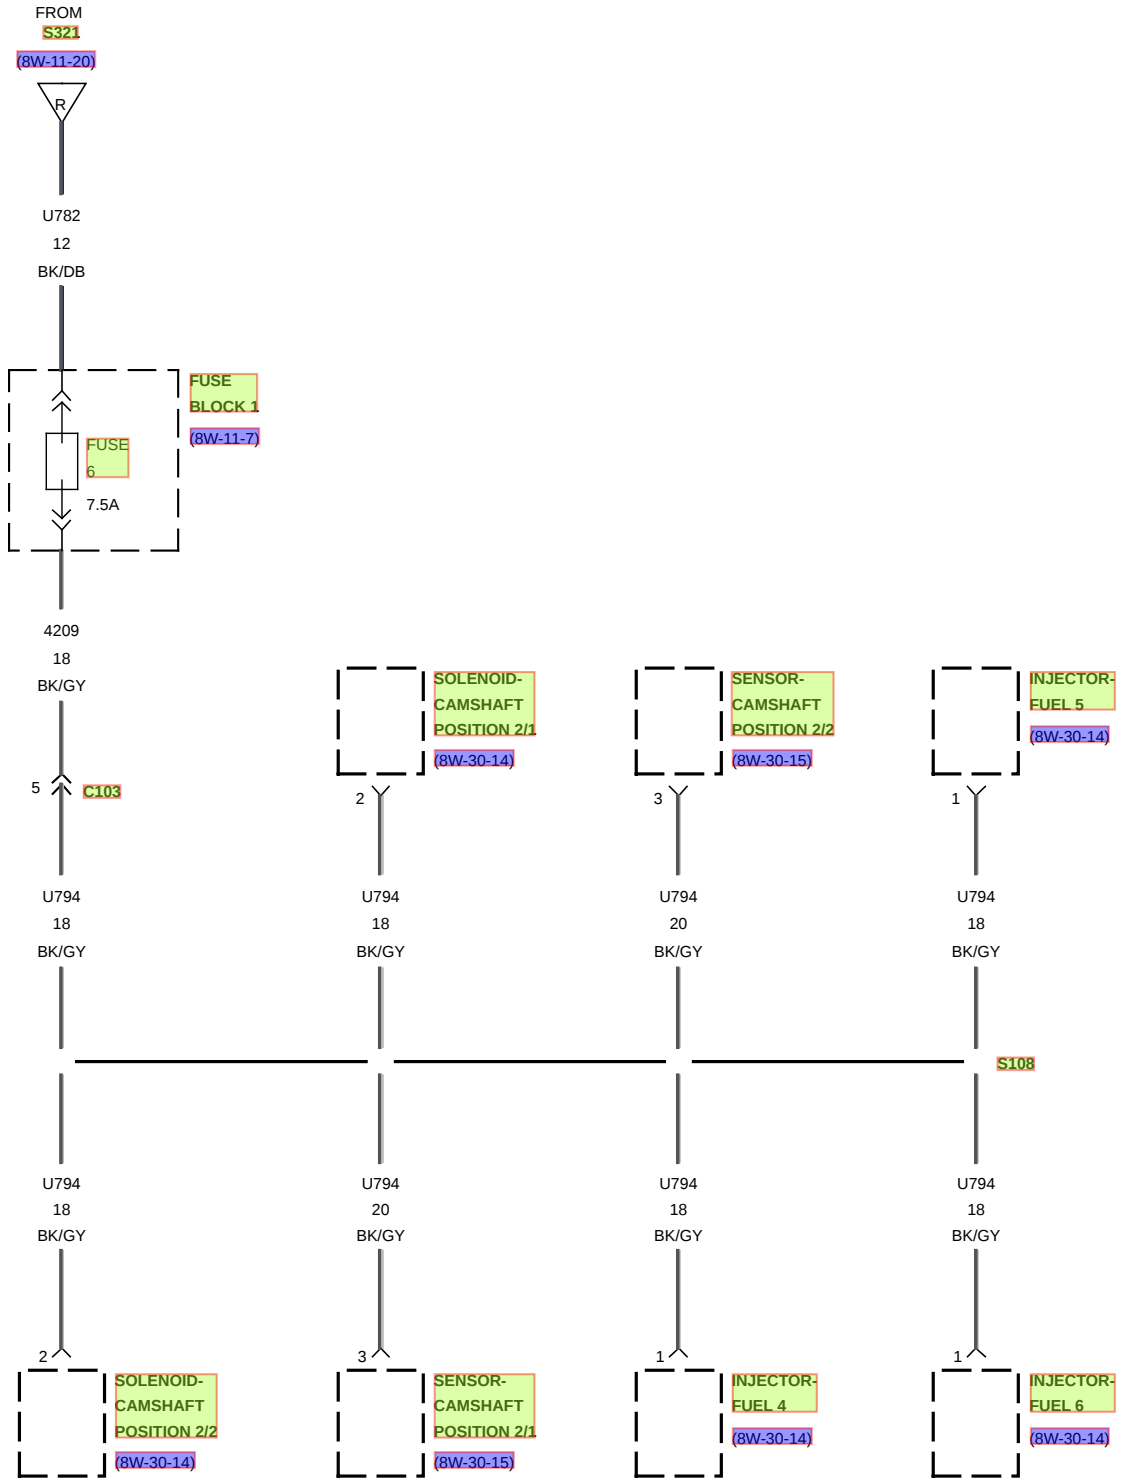 FROM
S321
(8W-11-20)
R
U782
12
BK/DB
FUSE
BLOCK 1
(8W-11-7)
FUSE
6
7.5A
4209
18
BK/GY
5
C103
SOLENOID-
CAMSHAFT
POSITION 2/1
(8W-30-14)
2
SENSOR-
CAMSHAFT
POSITION 2/2
(8W-30-15)
3
INJECTOR-
FUEL 5
(8W-30-14)
1
U794
18
BK/GY
U794
18
BK/GY
U794
20
BK/GY
U794
18
BK/GY
S108
U794
18
BK/GY
U794
20
BK/GY
U794
18
BK/GY
U794
18
BK/GY
2
SOLENOID-
CAMSHAFT
POSITION 2/2
(8W-30-14)
3
SENSOR-
CAMSHAFT
POSITION 2/1
(8W-30-15)
1
INJECTOR-
FUEL 4
(8W-30-14)
1
INJECTOR-
FUEL 6
(8W-30-14)